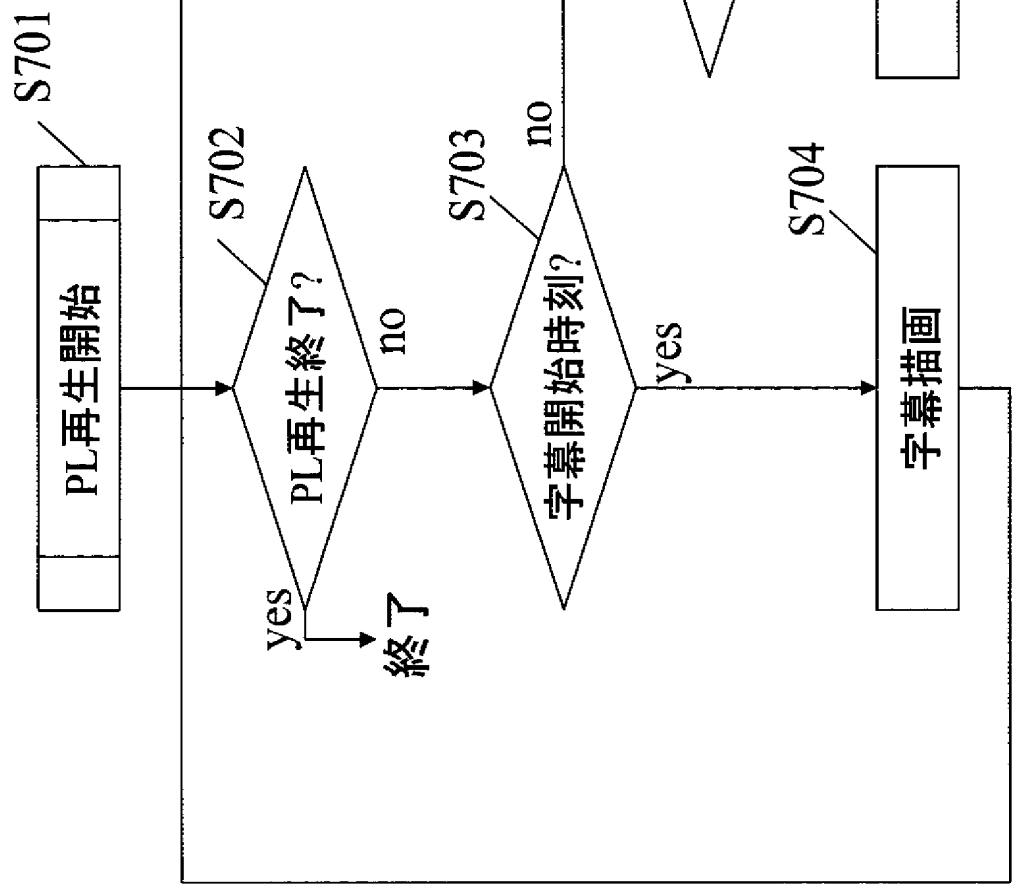 S701
PL再生開始
S702
PL再生終了?
yes
no
終了
S703
字幕開始時刻?
no
yes
S704
字幕描画